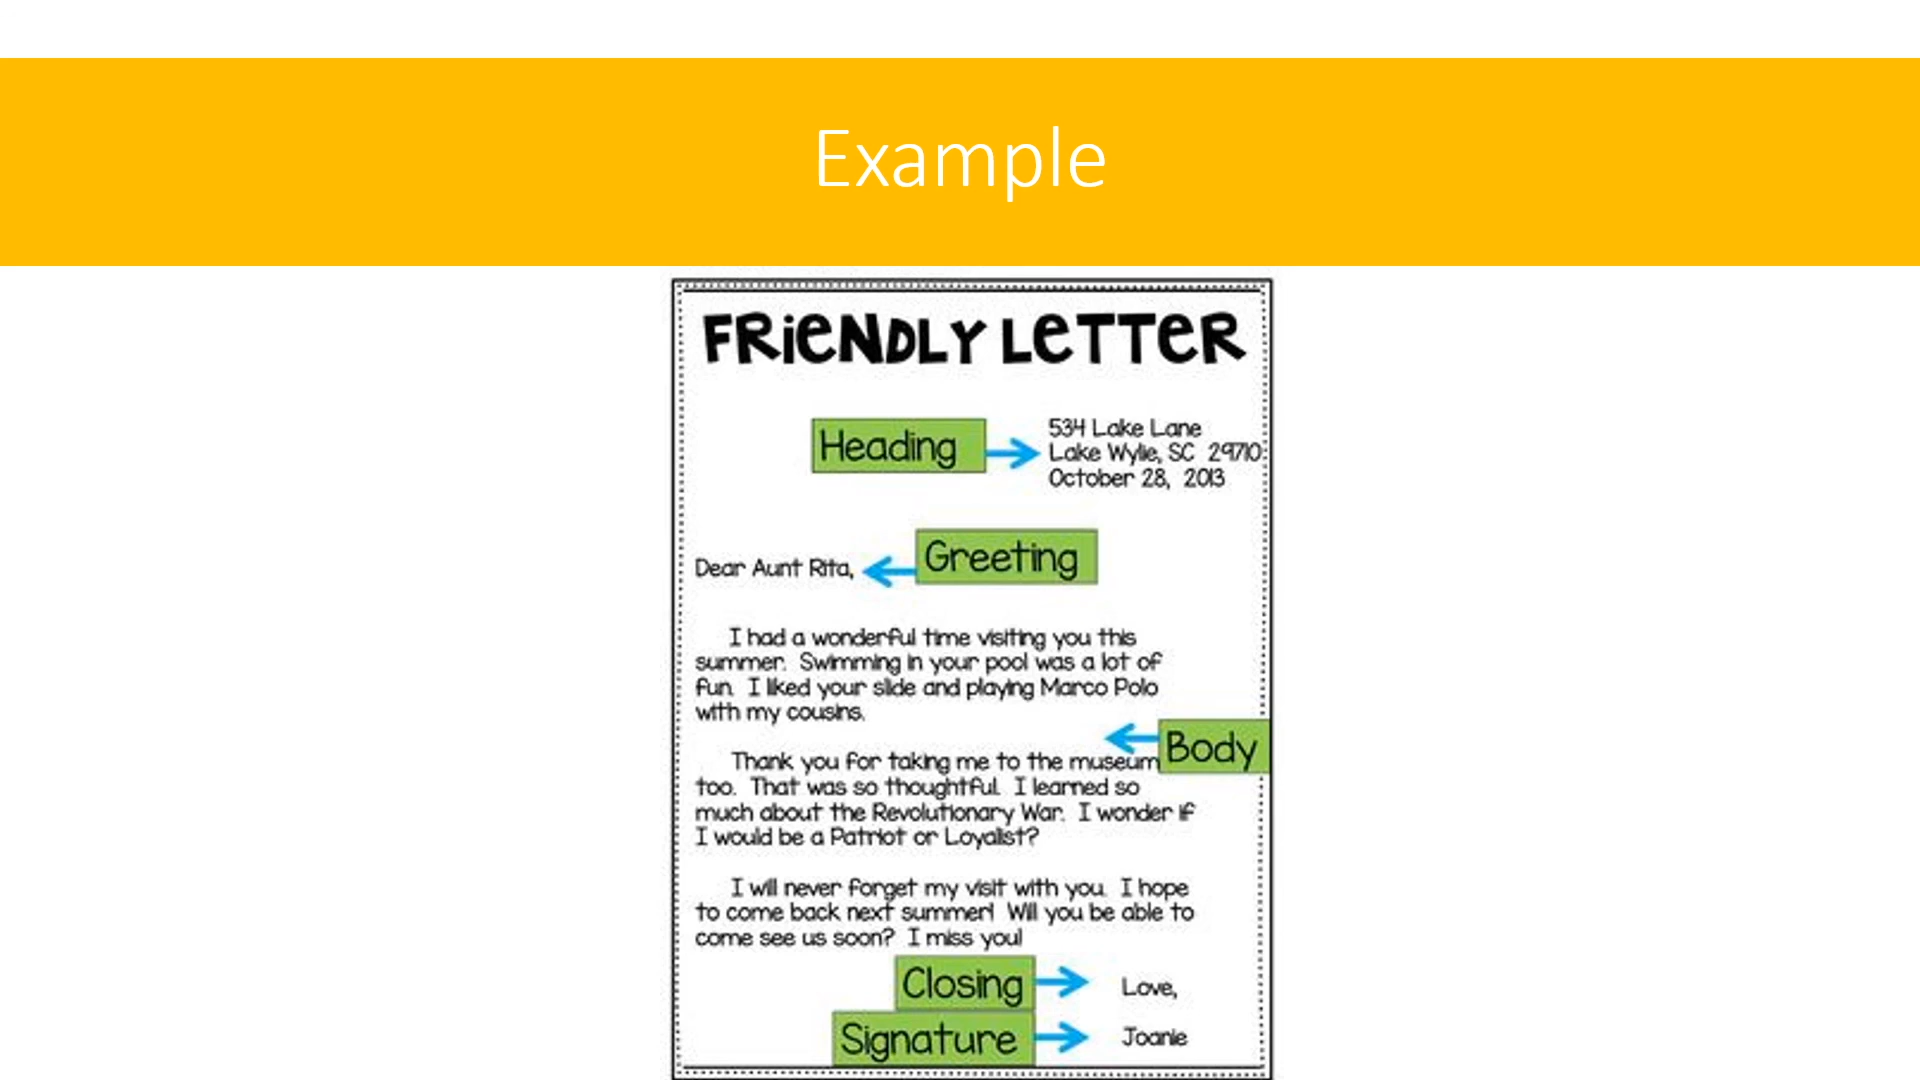 Example
FRIENDLY LETTER
Heading
534 Lake Lane
Lake Wylie, SC 29710
October 28, 2013
Greeting
Dear Aunt Rita,
I had a wonderful time visiting you this
summer. Swimming in your pool was a lot of
fun. I liked your slide and playing Marco Polo
with my cousins.
Body
Thank you for taking me to the museum
too. That was so thoughtful. I learned so
much about the Revolutionary War. I wonder if
I would be a Patriot or Loyalist?
I will never forget my visit with you. I hope
to come back next summer! Will you be able to
come see us soon? I miss you!
Closing
Love,
Signature
Joanie